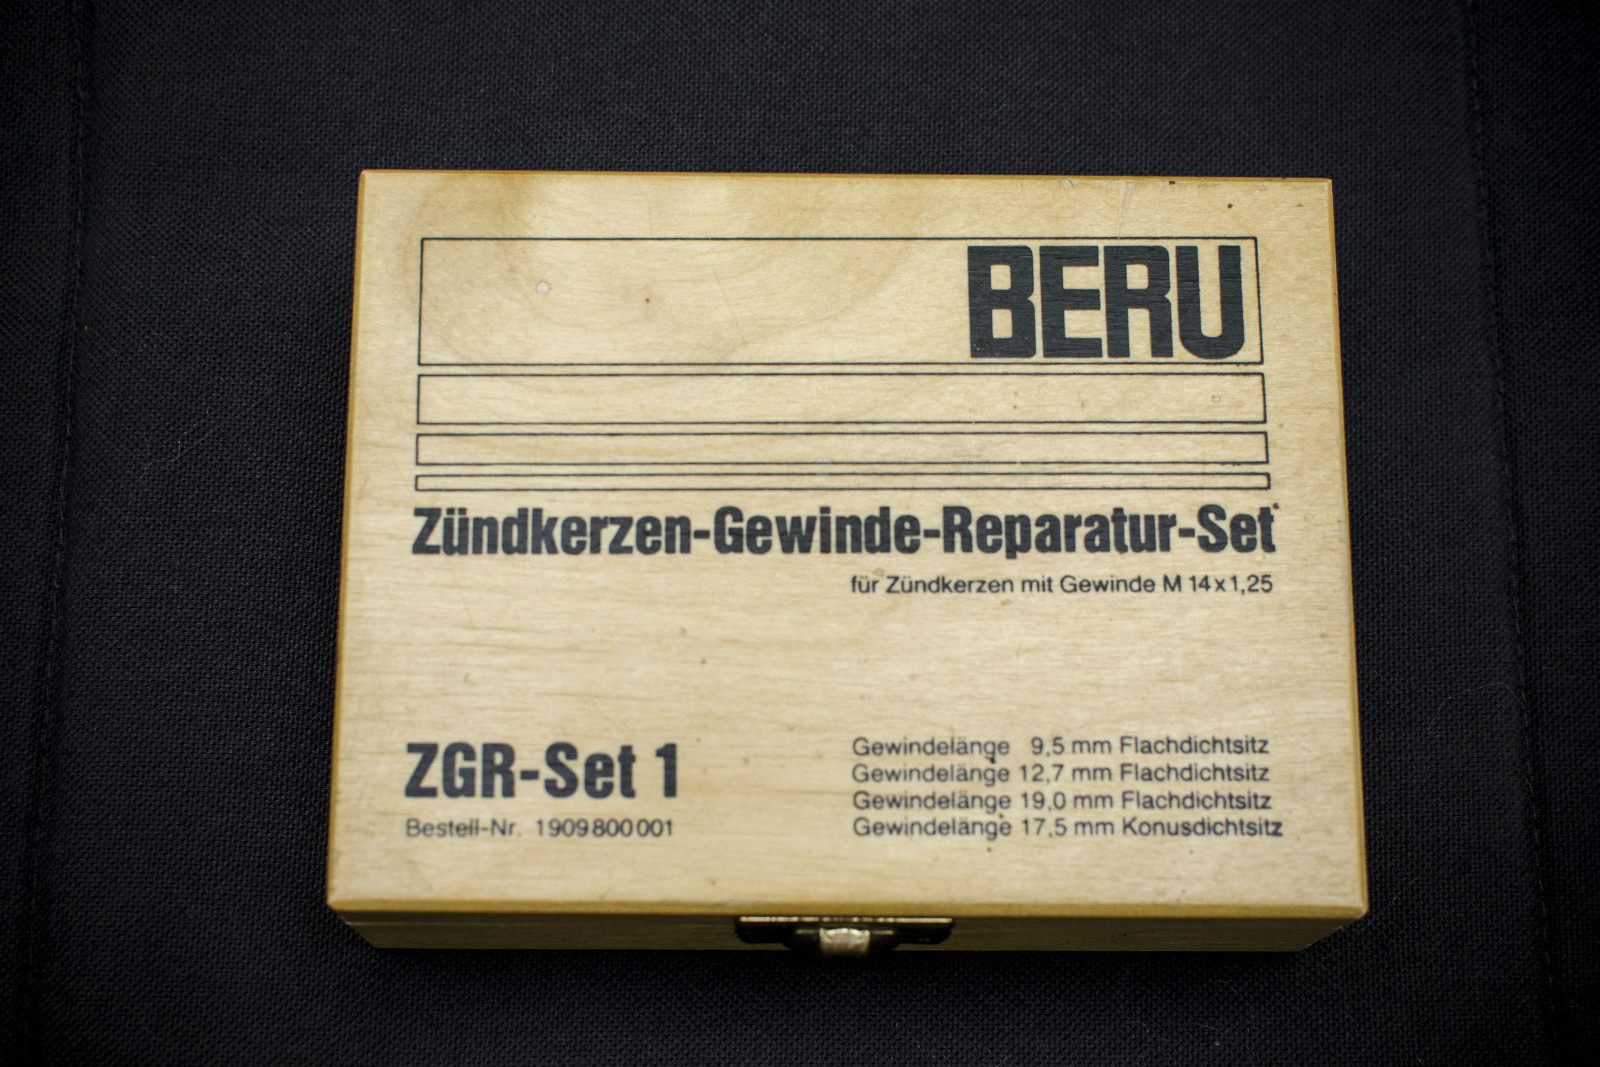 BERU
Zündkerzen-Gewinde-Reparatur-Set
für Zündkerzen mit Gewinde M 14 x 1,25
ZGR-Set 1
Bestell-Nr. 1 909 800 001
Gewindelänge 9,5 mm Flachdichtsitz
Gewindelänge 12,7 mm Flachdichtsitz
Gewindelänge 19,0 mm Flachdichtsitz
Gewindelänge 17,5 mm Konusdichtsitz